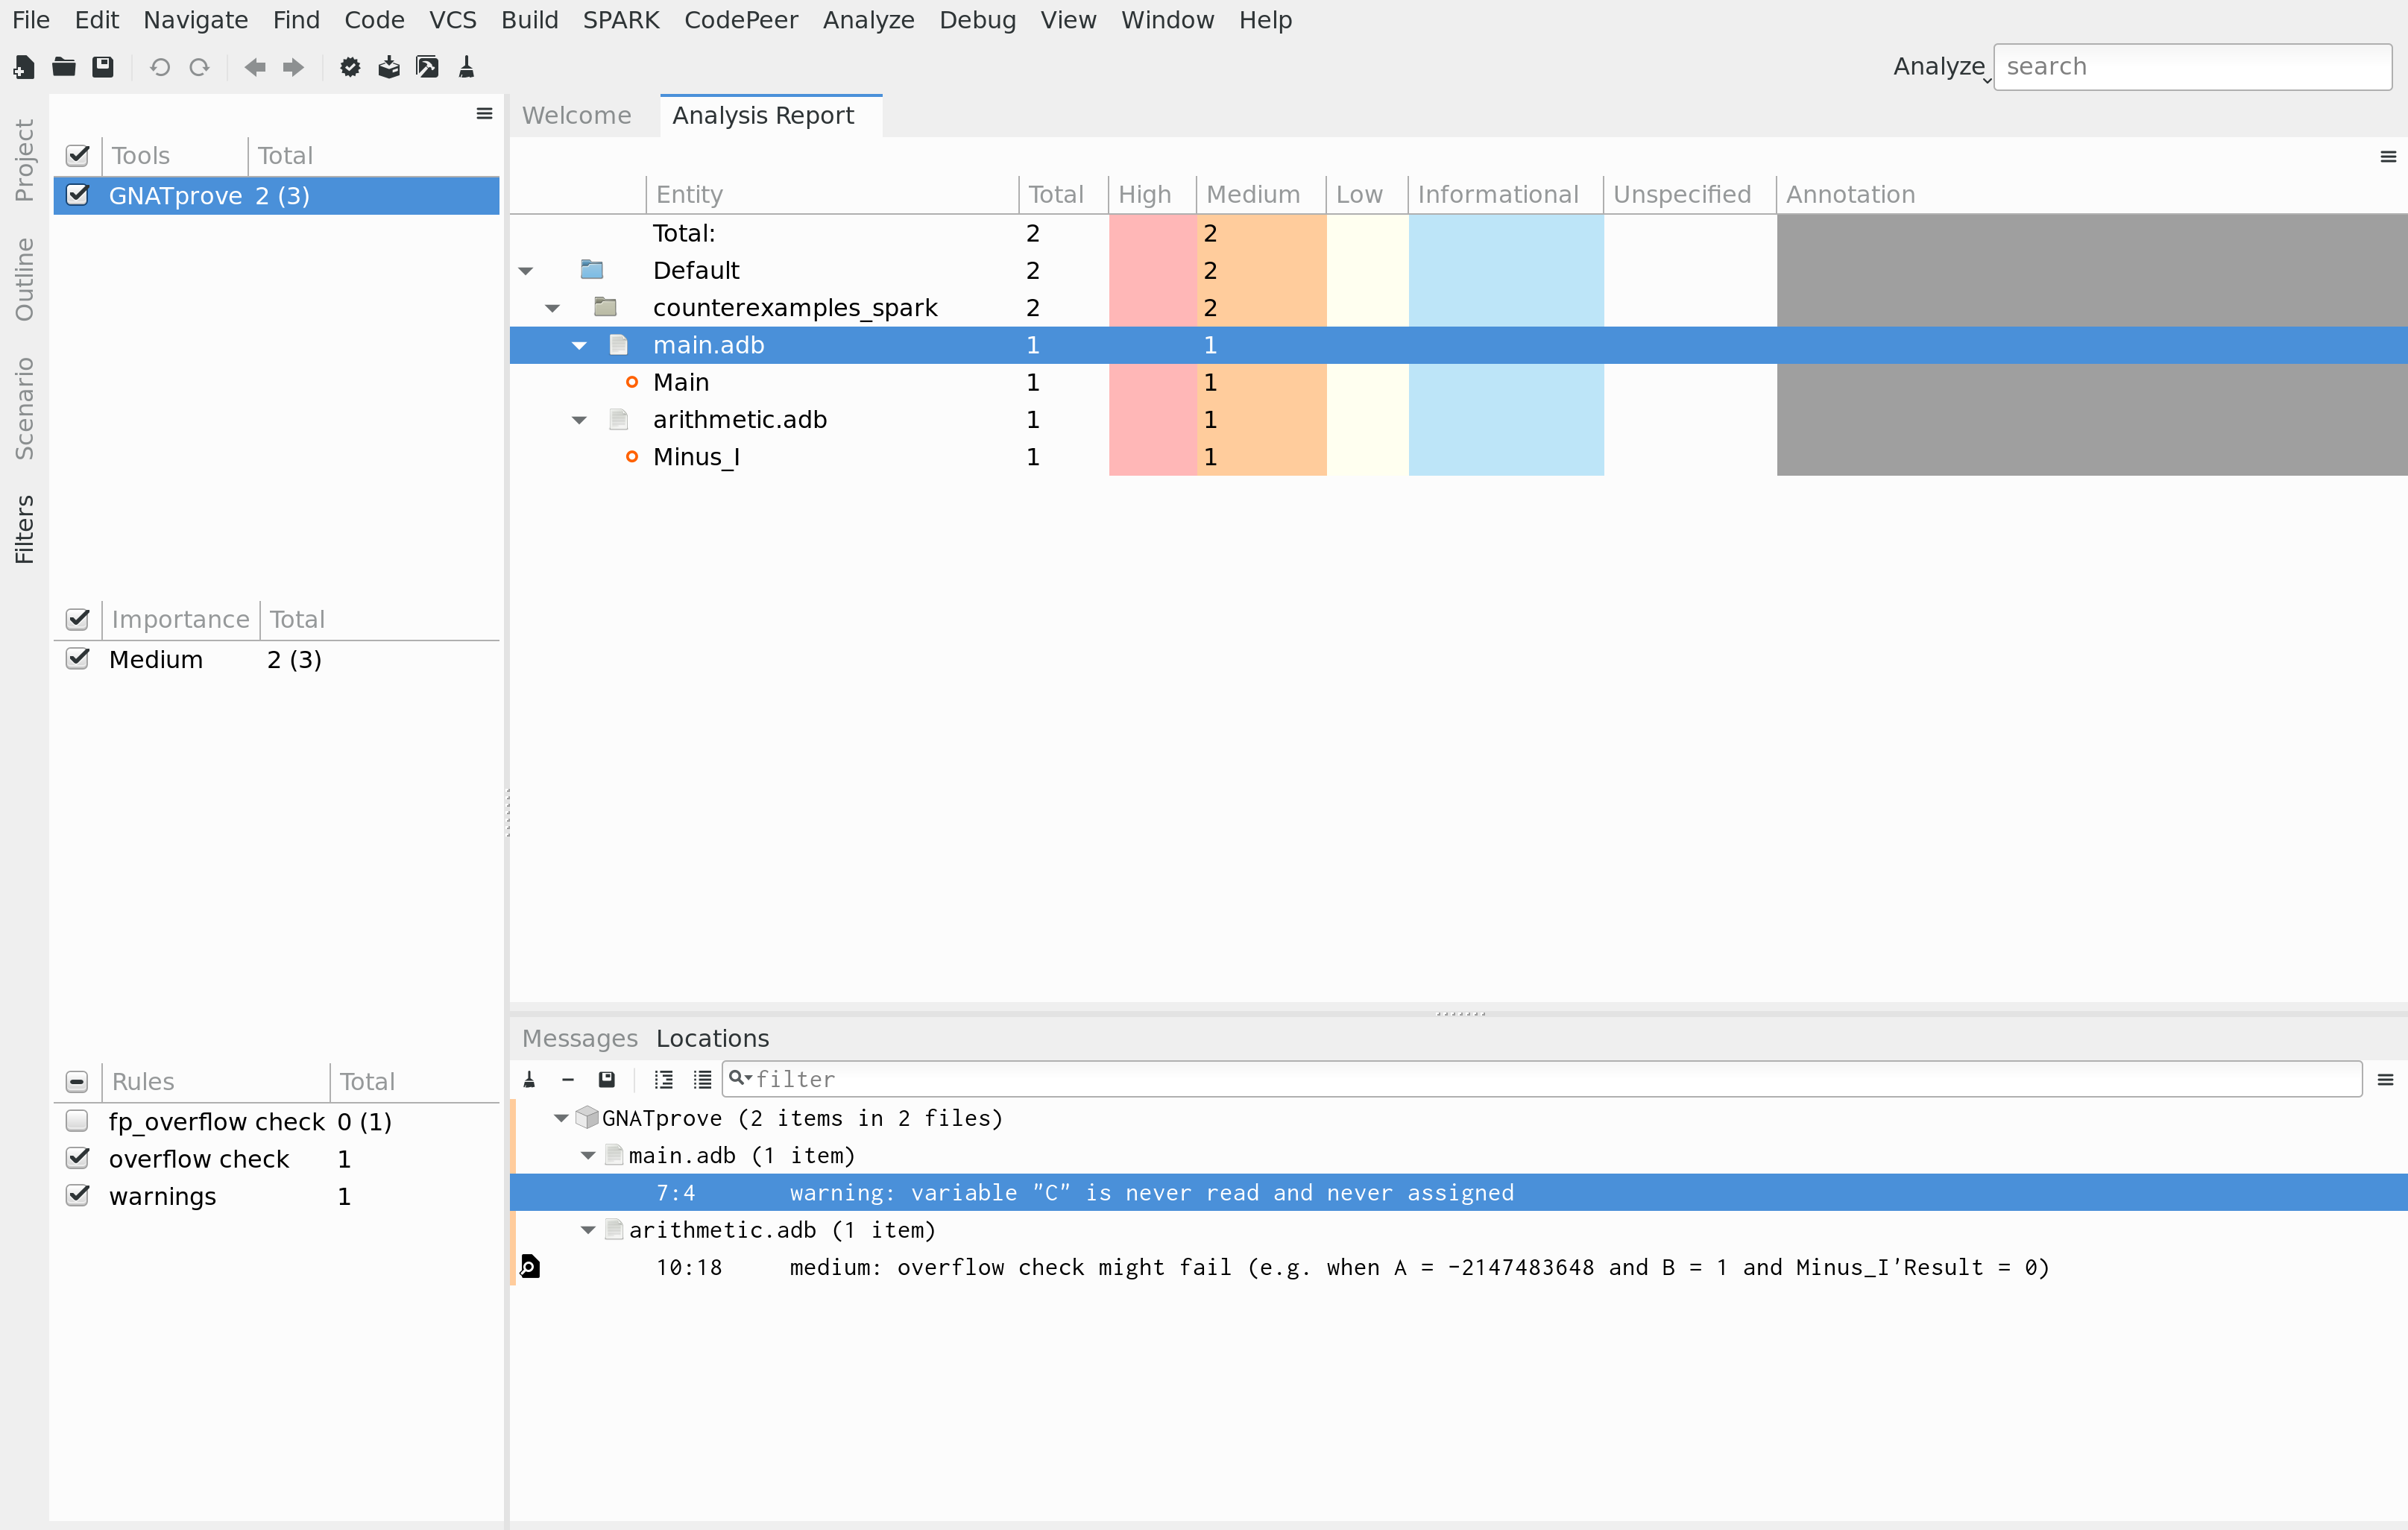 File Edit Navigate Find Code VCS Build SPARK CodePeer Analyze Debug View Window Help
Analyze search
Project
Outline
Scenario
Filters
Tools Total
GNATprove 2 (3)
Importance Total
Medium 2 (3)
Rules Total
fp_overflow check 0 (1)
overflow check 1
warnings 1
Welcome Analysis Report
Entity Total High Medium Low Informational Unspecified Annotation
Total: 2 2
Default 2 2
counterexamples_spark 2 2
main.adb 1 1
Main 1 1
arithmetic.adb 1 1
Minus_I 1 1
Messages Locations
filter
GNATprove (2 items in 2 files)
main.adb (1 item)
7:4 warning: variable "C" is never read and never assigned
arithmetic.adb (1 item)
10:18 medium: overflow check might fail (e.g. when A = -2147483648 and B = 1 and Minus_I'Result = 0)